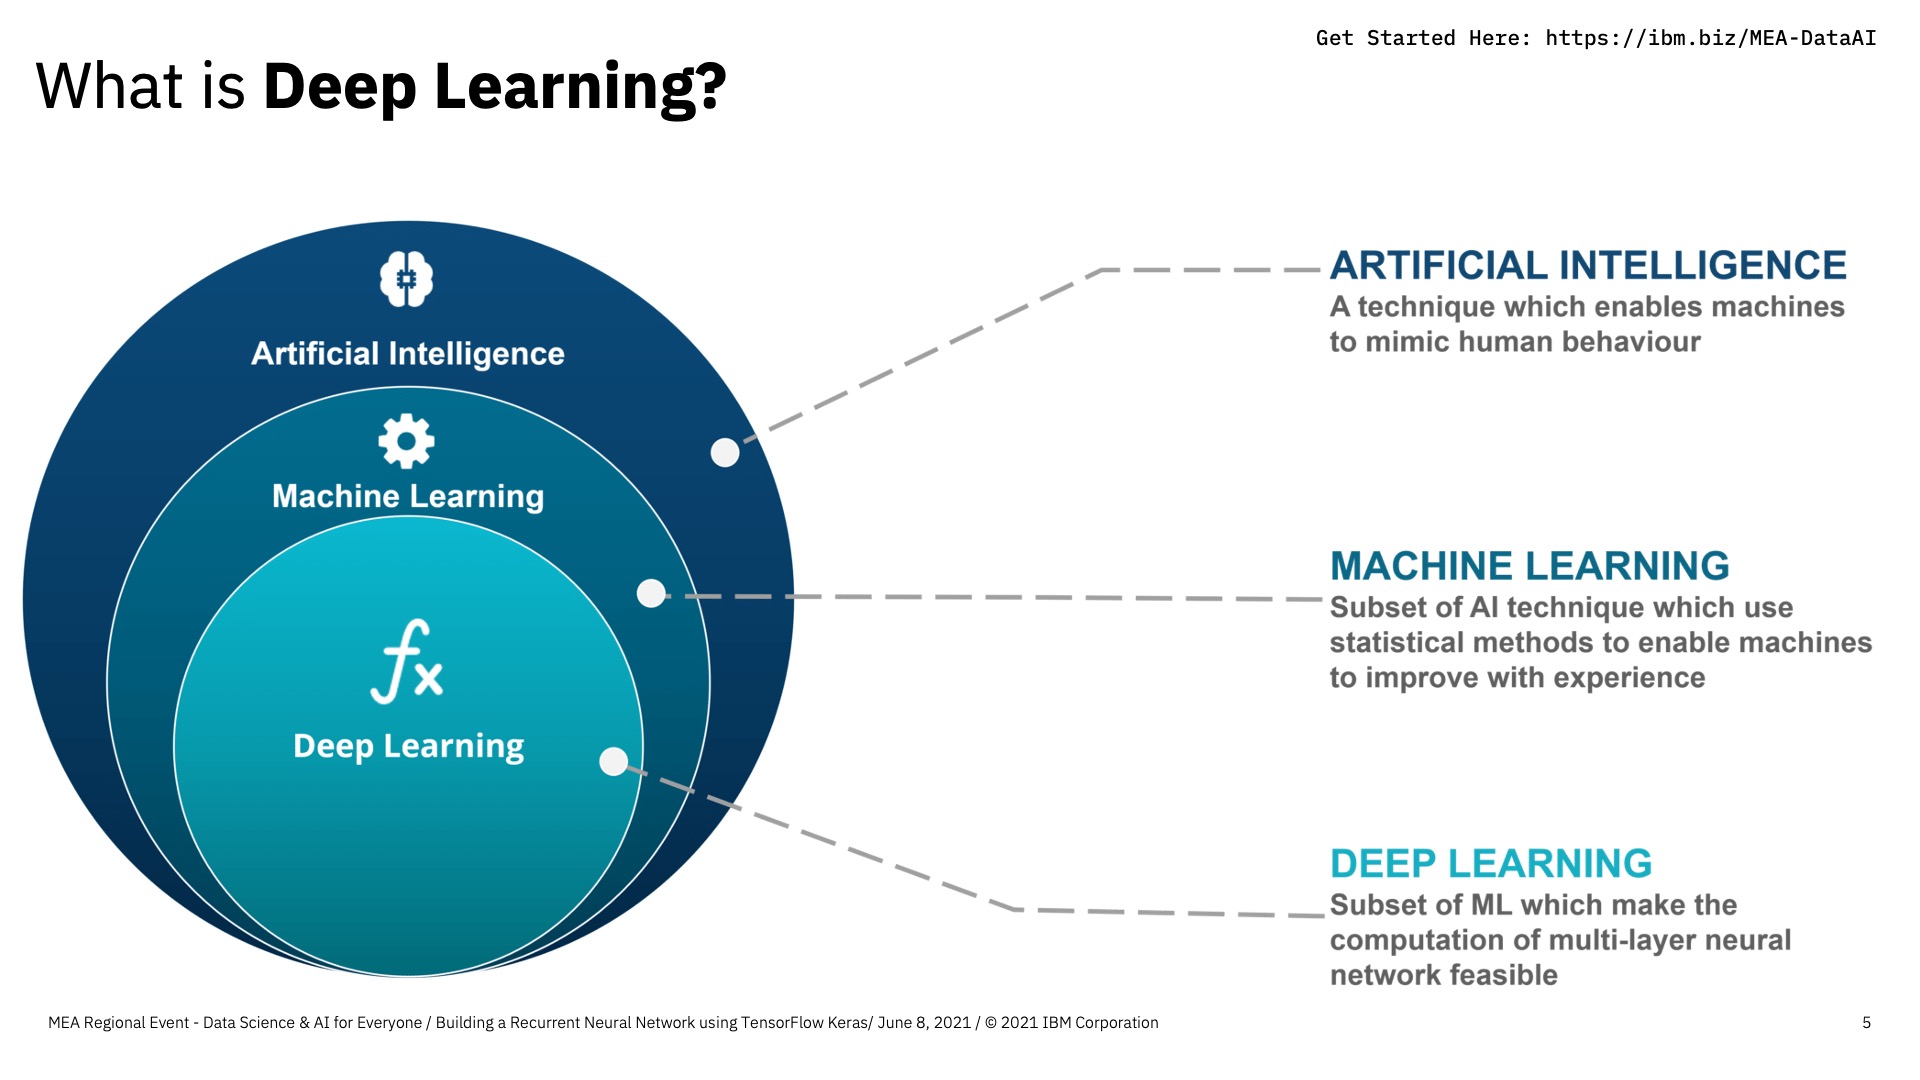 Get Started Here: https://ibm.biz/MEA-DataAI
What is Deep Learning?
Artificial Intelligence
Machine Learning
fx
Deep Learning
ARTIFICIAL INTELLIGENCE
A technique which enables machines
to mimic human behaviour
MACHINE LEARNING
Subset of AI technique which use
statistical methods to enable machines
to improve with experience
DEEP LEARNING
Subset of ML which make the
computation of multi-layer neural
network feasible
MEA Regional Event - Data Science & AI for Everyone / Building a Recurrent Neural Network using TensorFlow Keras/ June 8, 2021 / © 2021 IBM Corporation
5